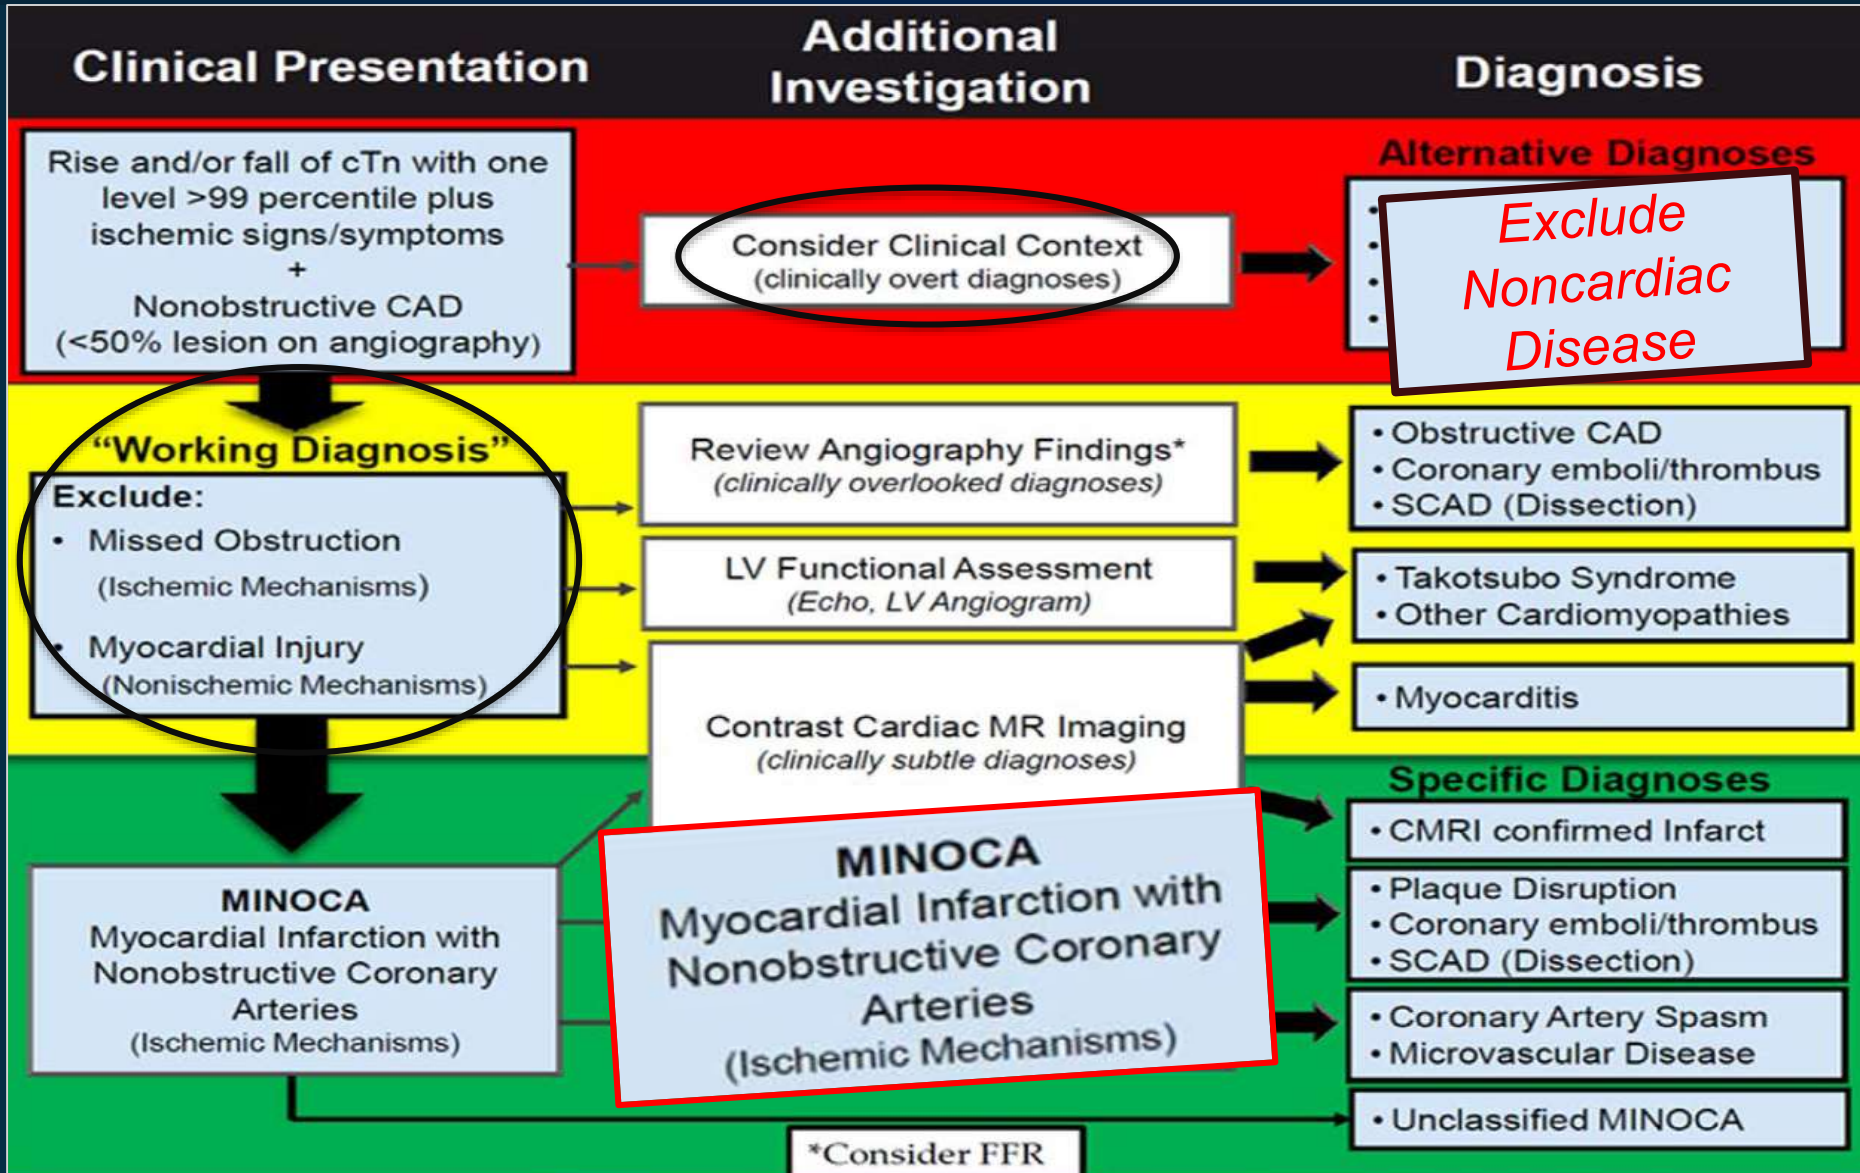 Clinical Presentation
Additional
Investigation
Diagnosis
Rise and/or fall of cTn with one
level >99 percentile plus
ischemic signs/symptoms
+
Nonobstructive CAD
(<50% lesion on angiography)
Consider Clinical Context
(clinically overt diagnoses)
Alternative Diagnoses
•
•
•
•
Exclude
Noncardiac
Disease
“Working Diagnosis”
Exclude:
• Missed Obstruction
(Ischemic Mechanisms)
• Myocardial Injury
(Nonischemic Mechanisms)
Review Angiography Findings*
(clinically overlooked diagnoses)
• Obstructive CAD
• Coronary emboli/thrombus
• SCAD (Dissection)
LV Functional Assessment
(Echo, LV Angiogram)
• Takotsubo Syndrome
• Other Cardiomyopathies
Contrast Cardiac MR Imaging
(clinically subtle diagnoses)
• Myocarditis
MINOCA
Myocardial Infarction with
Nonobstructive Coronary
Arteries
(Ischemic Mechanisms)
MINOCA
Myocardial Infarction with
Nonobstructive Coronary
Arteries
(Ischemic Mechanisms)
Specific Diagnoses
• CMRI confirmed Infarct
• Plaque Disruption
• Coronary emboli/thrombus
• SCAD (Dissection)
• Coronary Artery Spasm
• Microvascular Disease
• Unclassified MINOCA
*Consider FFR